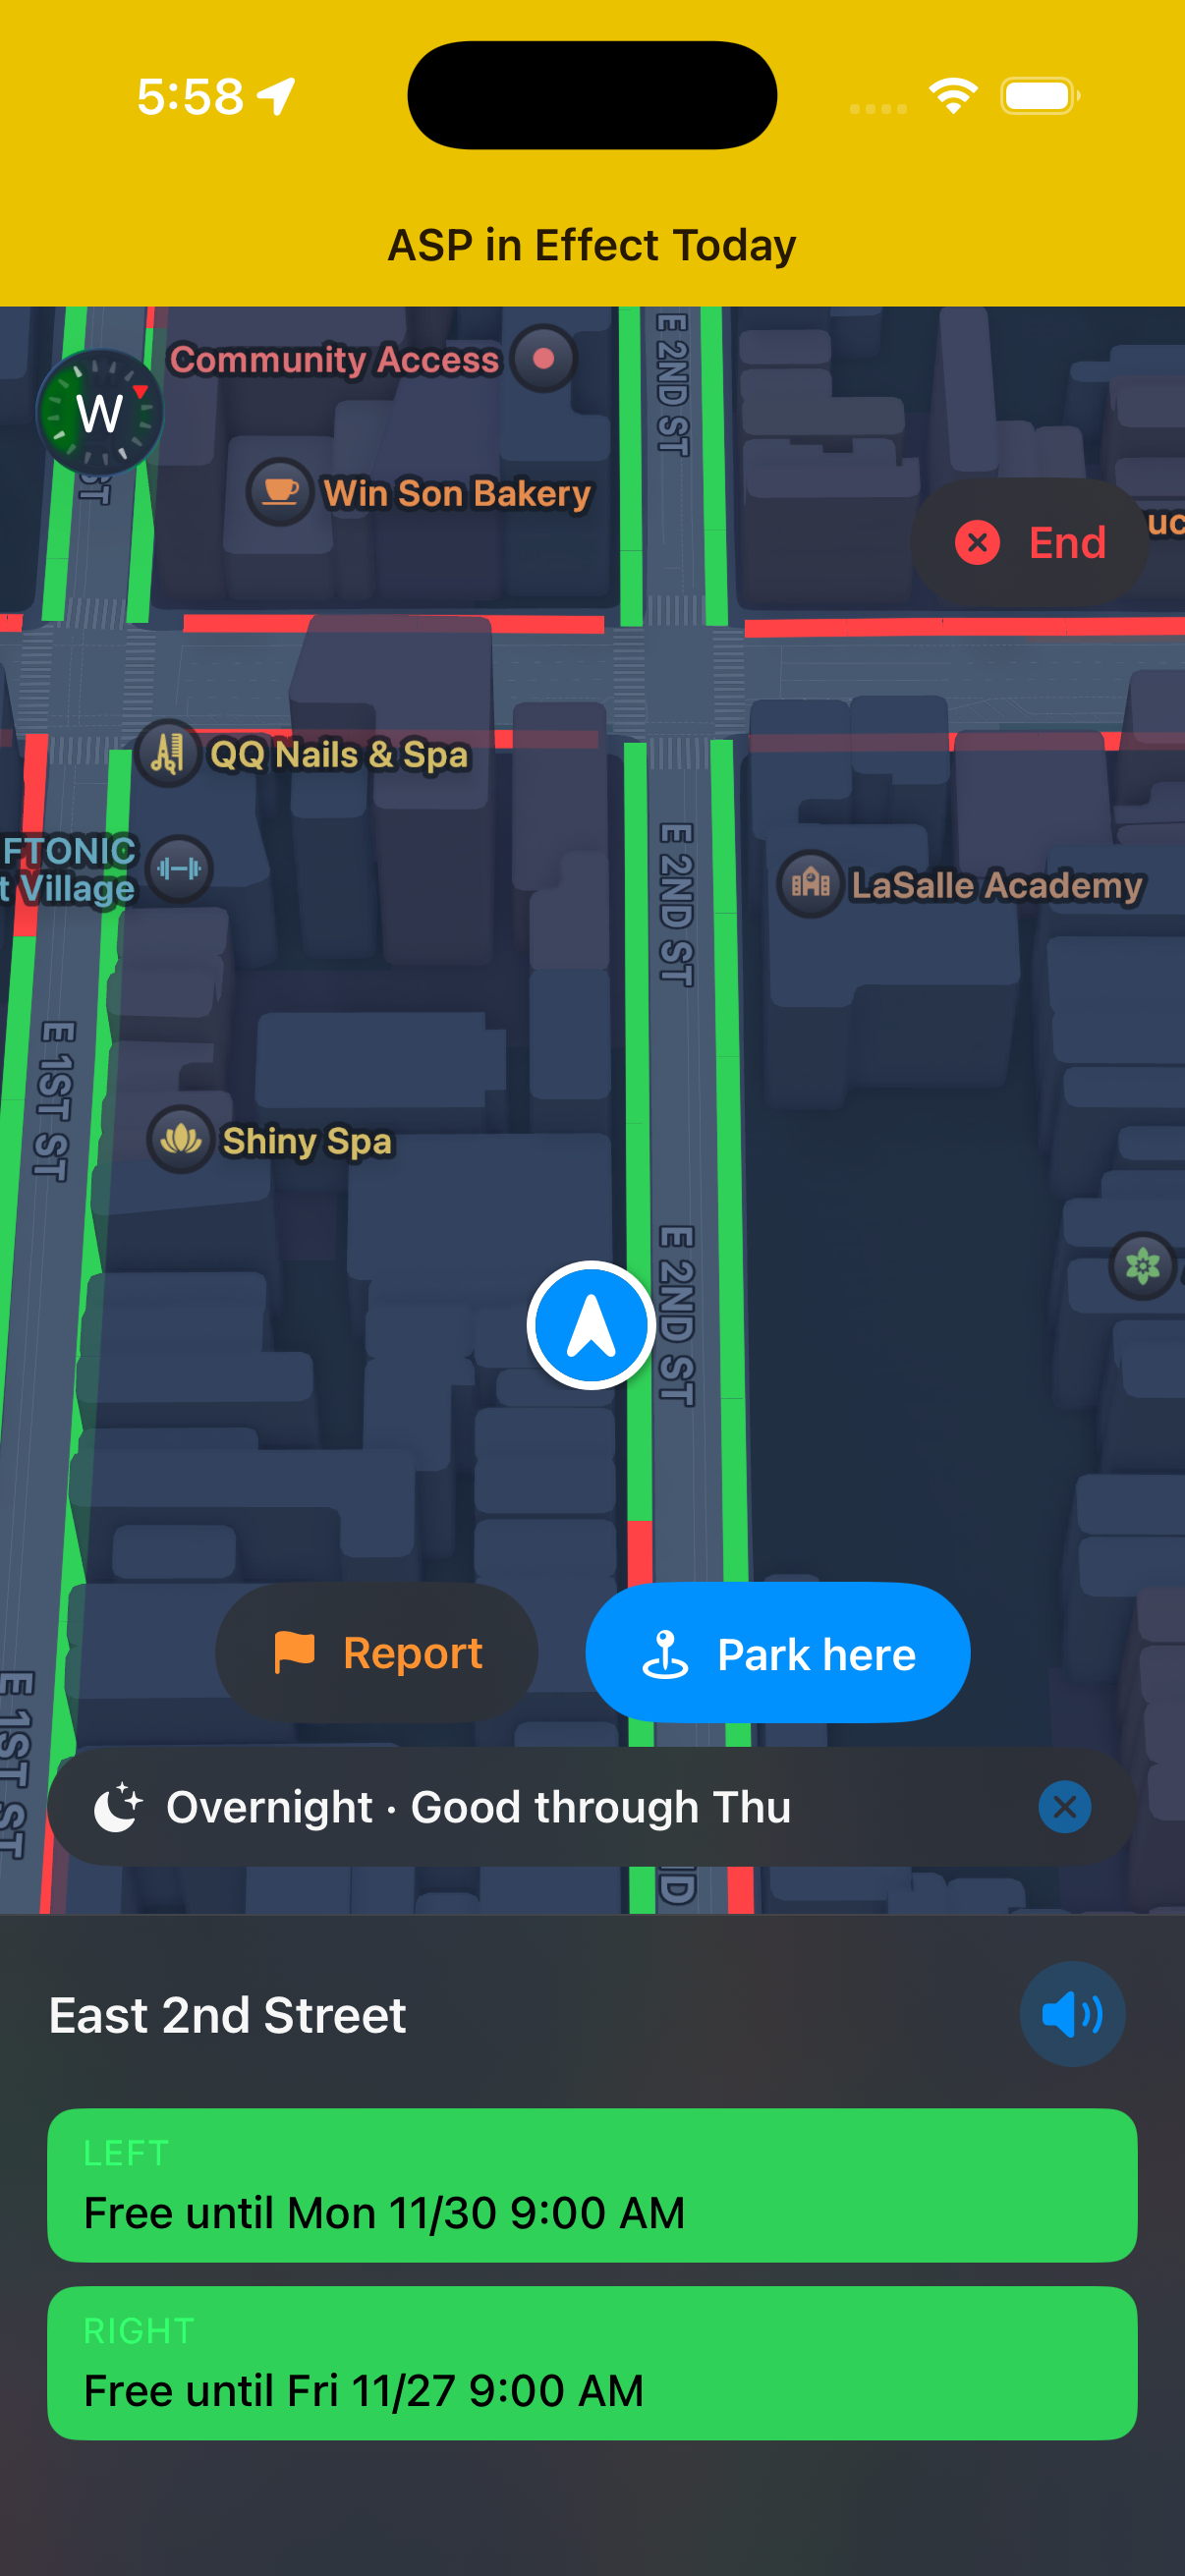 5:58
ASP in Effect Today
Community Access
E 2ND ST
W
ST
Win Son Bakery
End
QQ Nails & Spa
FTONIC
t Village
E 2ND ST
LaSalle Academy
E 1ST ST
Shiny Spa
E 2ND ST
Report
Park here
E 1ST ST
Overnight · Good through Thu
East 2nd Street
LEFT
Free until Mon 11/30 9:00 AM
RIGHT
Free until Fri 11/27 9:00 AM